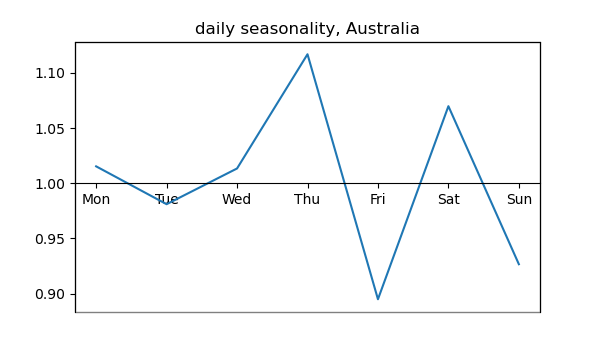 daily seasonality, Australia
1.10
1.05
1.00
Mon Tue Wed Thu Fri Sat Sun
0.95
0.90